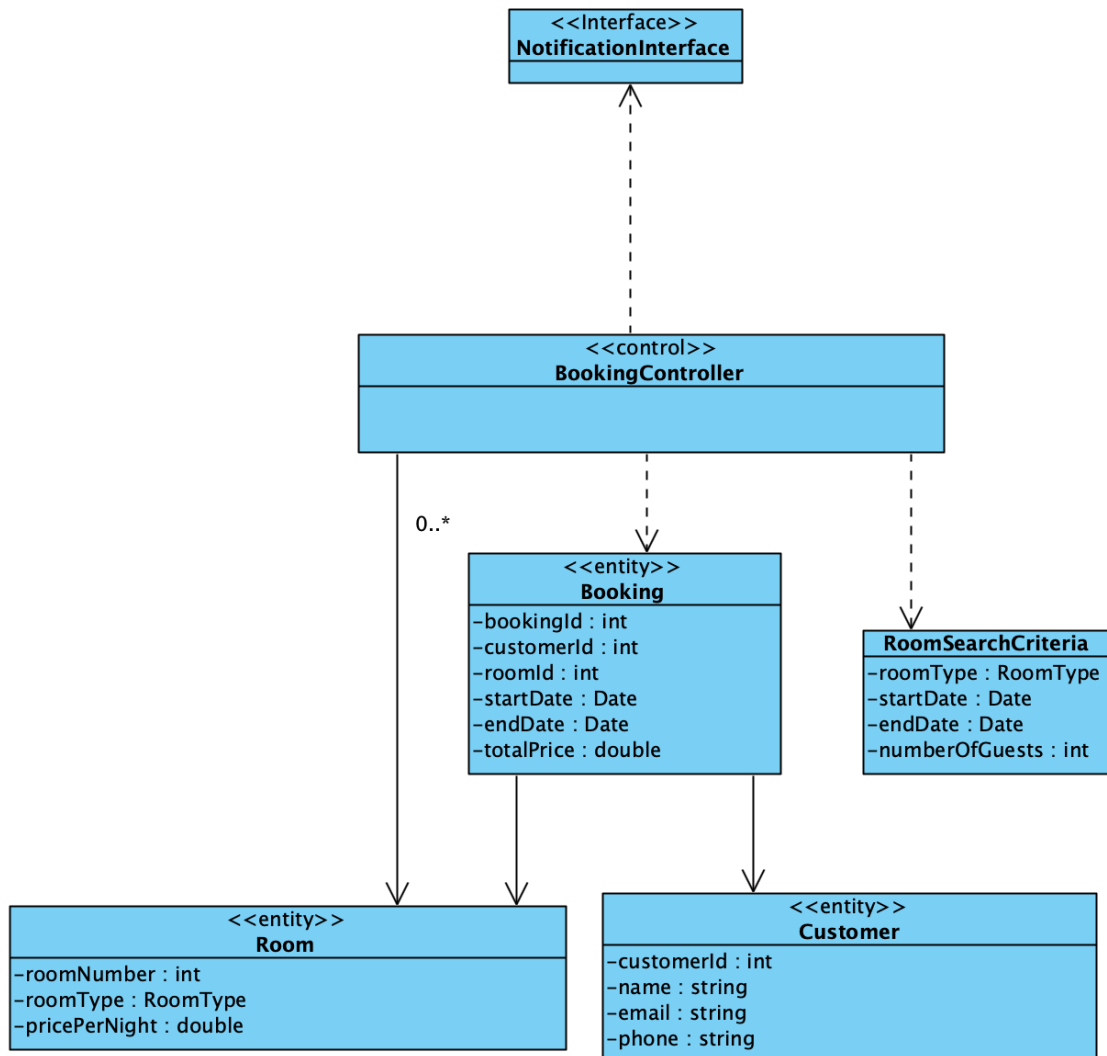 <<Interface>>
NotificationInterface
<<control>>
BookingController
0..*
<<entity>>
Booking
-bookingId : int
-customerId : int
-roomId : int
-startDate : Date
-endDate : Date
-totalPrice : double
RoomSearchCriteria
-roomType : RoomType
-startDate : Date
-endDate : Date
-numberOfGuests : int
<<entity>>
Room
-roomNumber : int
-roomType : RoomType
-pricePerNight : double
<<entity>>
Customer
-customerId : int
-name : string
-email : string
-phone : string